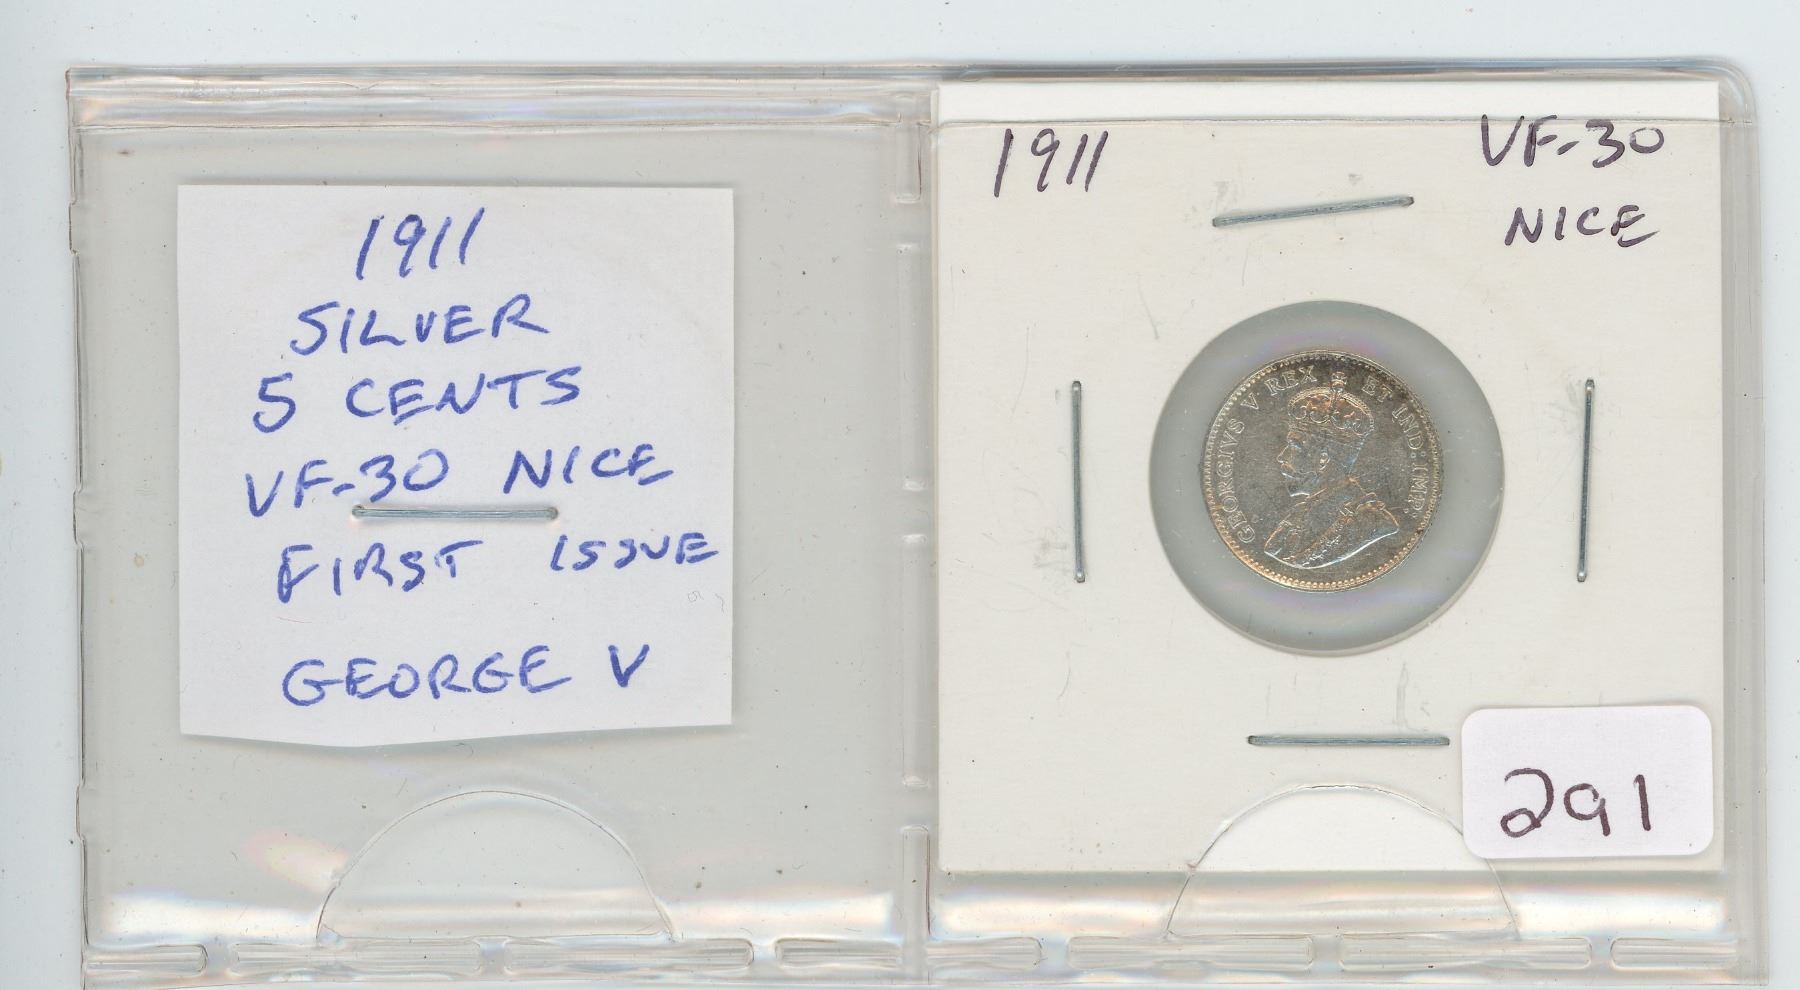 1911
SILVER
5 CENTS
VF-30 NICE
FIRST ISSUE
GEORGE V
1911
VF-30
NICE
GEORGIVS V REX ET IND: IMP:
291